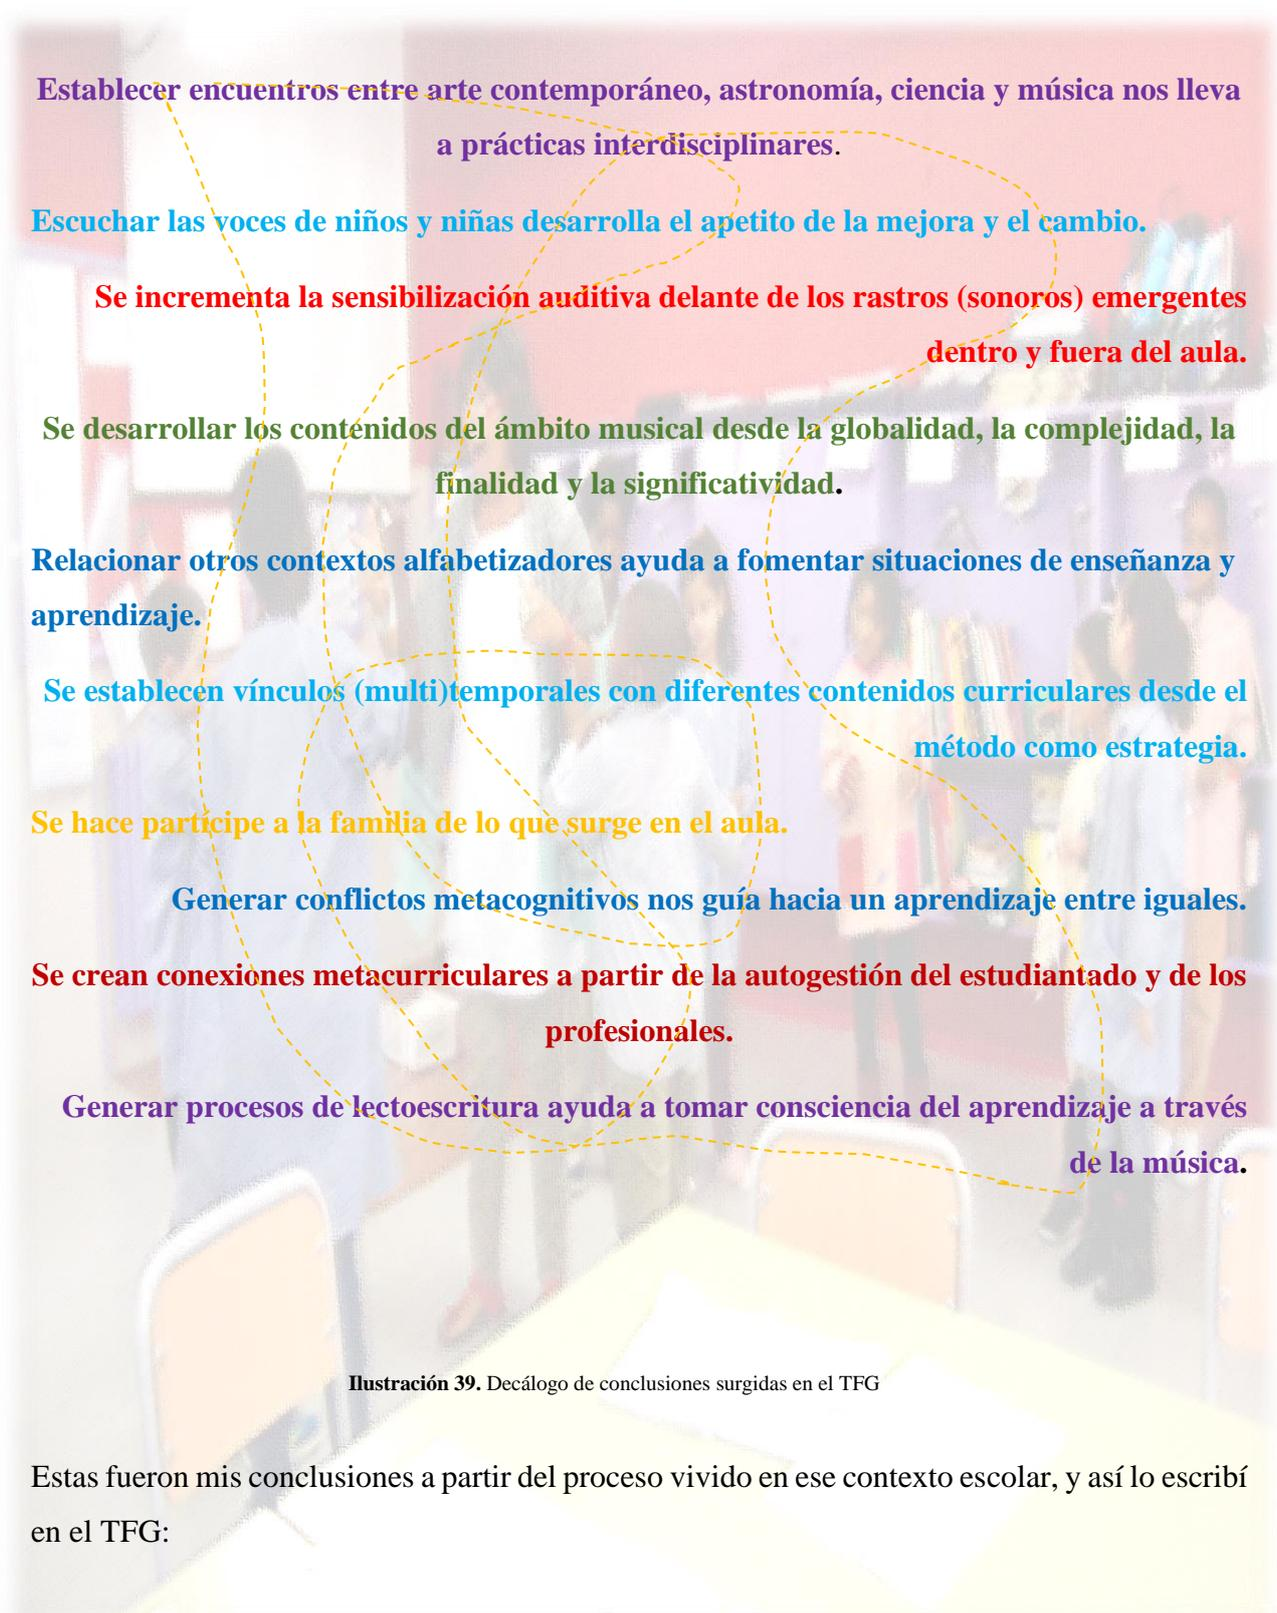 Establecer encuentros entre arte contemporáneo, astronomía, ciencia y música nos lleva
a prácticas interdisciplinares.
Escuchar las voces de niños y niñas desarrolla el apetito de la mejora y el cambio.
Se incrementa la sensibilización auditiva delante de los rastros (sonoros) emergentes
dentro y fuera del aula.
Se desarrollar los contenidos del ámbito musical desde la globalidad, la complejidad, la
finalidad y la significatividad.
Relacionar otros contextos alfabetizadores ayuda a fomentar situaciones de enseñanza y
aprendizaje.
Se establecen vínculos (multi)temporales con diferentes contenidos curriculares desde el
método como estrategia.
Se hace partícipe a la familia de lo que surge en el aula.
Generar conflictos metacognitivos nos guía hacia un aprendizaje entre iguales.
Se crean conexiones metacurriculares a partir de la autogestión del estudiantado y de los
profesionales.
Generar procesos de lectoescritura ayuda a tomar consciencia del aprendizaje a través
de la música.
Ilustración 39. Decálogo de conclusiones surgidas en el TFG
Estas fueron mis conclusiones a partir del proceso vivido en ese contexto escolar, y así lo escribí
en el TFG: